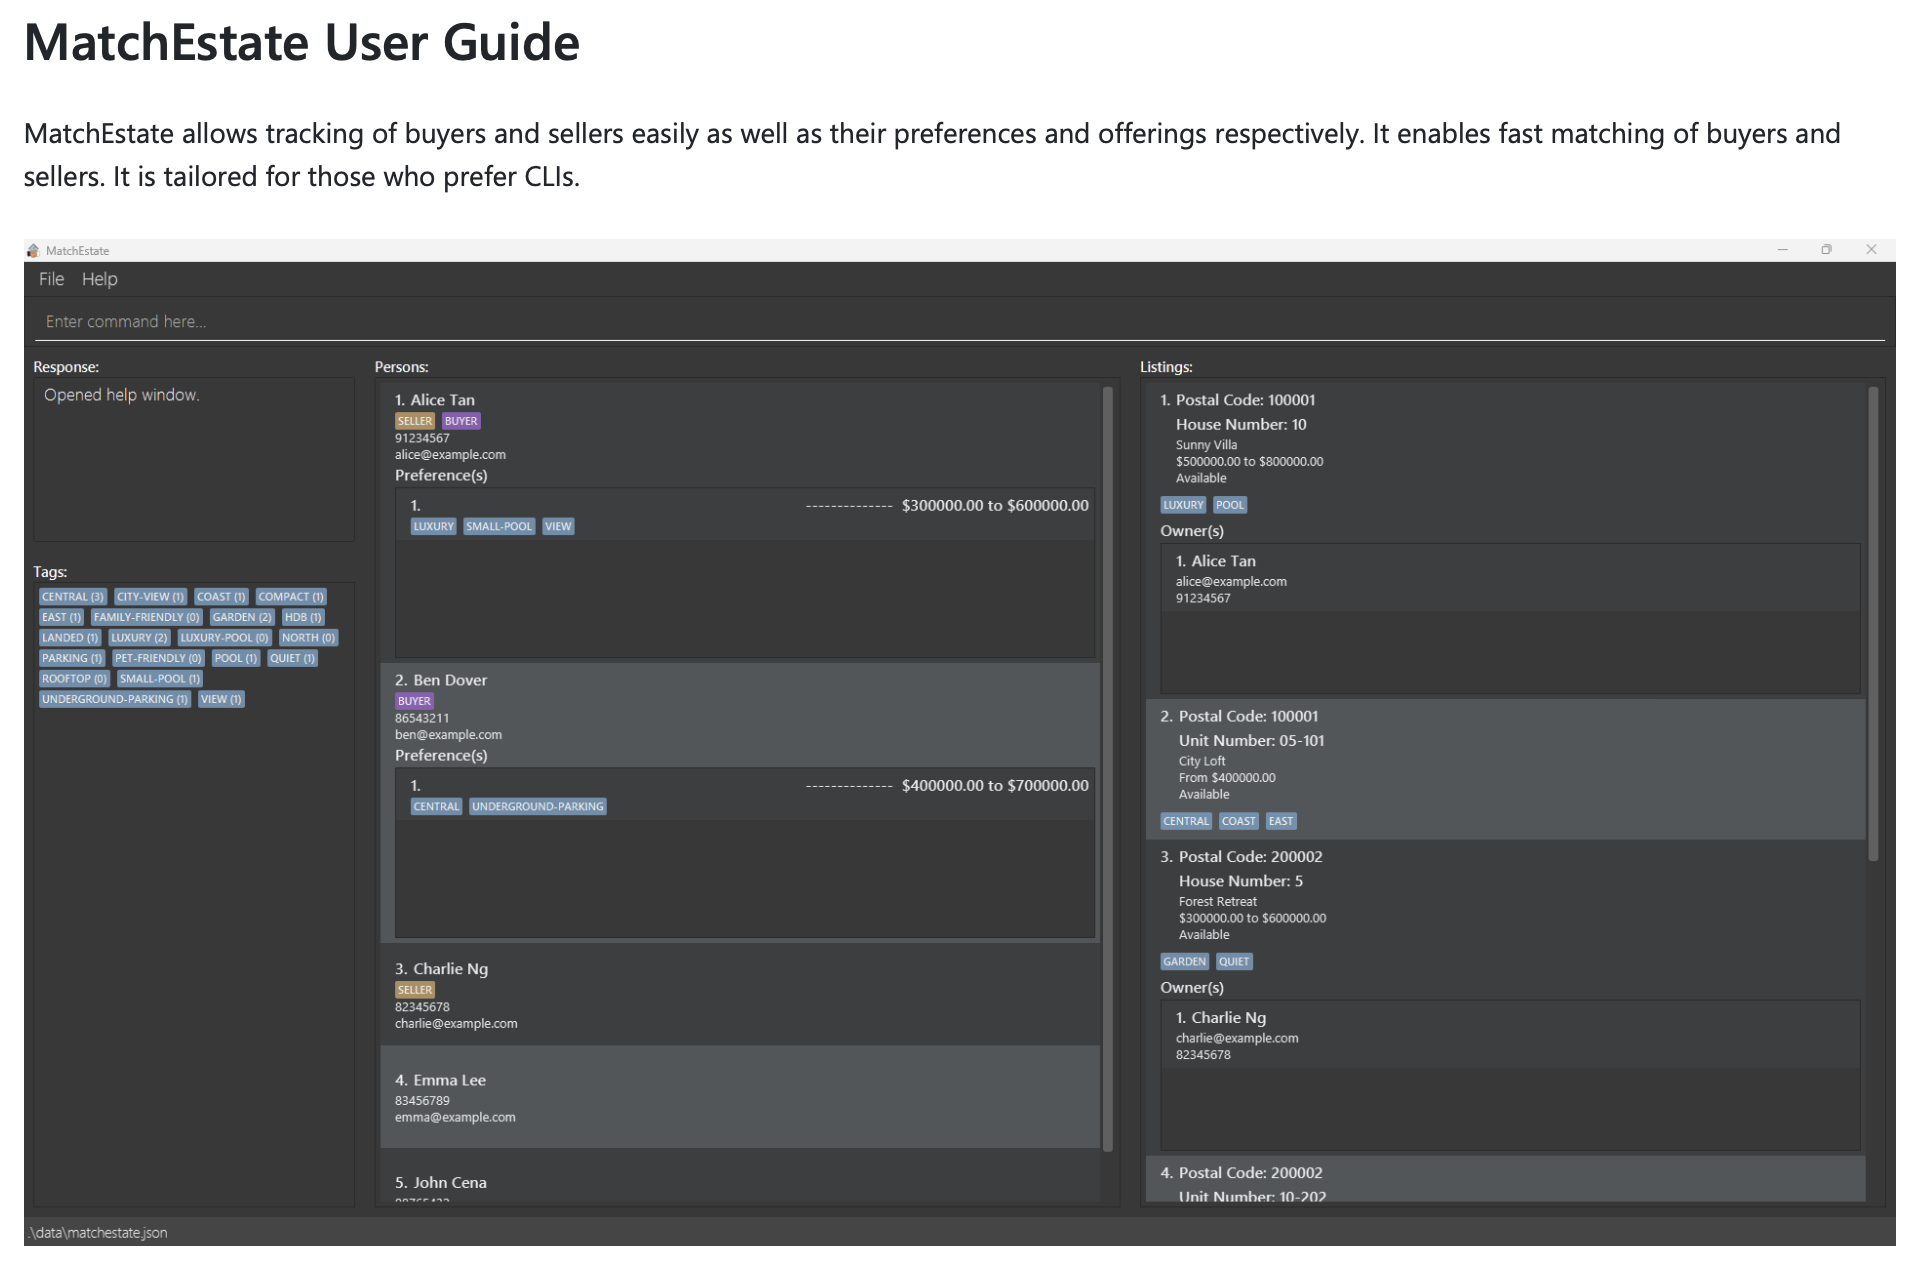 MatchEstate User Guide
MatchEstate allows tracking of buyers and sellers easily as well as their preferences and offerings respectively. It enables fast matching of buyers and
sellers. It is tailored for those who prefer CLIs.
MatchEstate
File Help
Enter command here...
Response:
Opened help window.
Tags:
CENTRAL (3) CITY-VIEW (1) COAST (1) COMPACT (1)
EAST (1) FAMILY-FRIENDLY (0) GARDEN (2) HDB (1)
LANDED (1) LUXURY (2) LUXURY-POOL (0) NORTH (0)
PARKING (1) PET-FRIENDLY (0) POOL (1) QUIET (1)
ROOFTOP (0) SMALL-POOL (1)
UNDERGROUND-PARKING (1) VIEW (1)
Persons:
1. Alice Tan
SELLER BUYER
91234567
alice@example.com
Preference(s)
1. -------------- $300000.00 to $600000.00
LUXURY SMALL-POOL VIEW
2. Ben Dover
BUYER
86543211
ben@example.com
Preference(s)
1. -------------- $400000.00 to $700000.00
CENTRAL UNDERGROUND-PARKING
3. Charlie Ng
SELLER
82345678
charlie@example.com
4. Emma Lee
83456789
emma@example.com
5. John Cena
Listings:
1. Postal Code: 100001
House Number: 10
Sunny Villa
$500000.00 to $800000.00
Available
LUXURY POOL
Owner(s)
1. Alice Tan
alice@example.com
91234567
2. Postal Code: 100001
Unit Number: 05-101
City Loft
From $400000.00
Available
CENTRAL COAST EAST
3. Postal Code: 200002
House Number: 5
Forest Retreat
$300000.00 to $600000.00
Available
GARDEN QUIET
Owner(s)
1. Charlie Ng
charlie@example.com
82345678
4. Postal Code: 200002
Unit Number: 10-202
.\data\matchestate.json